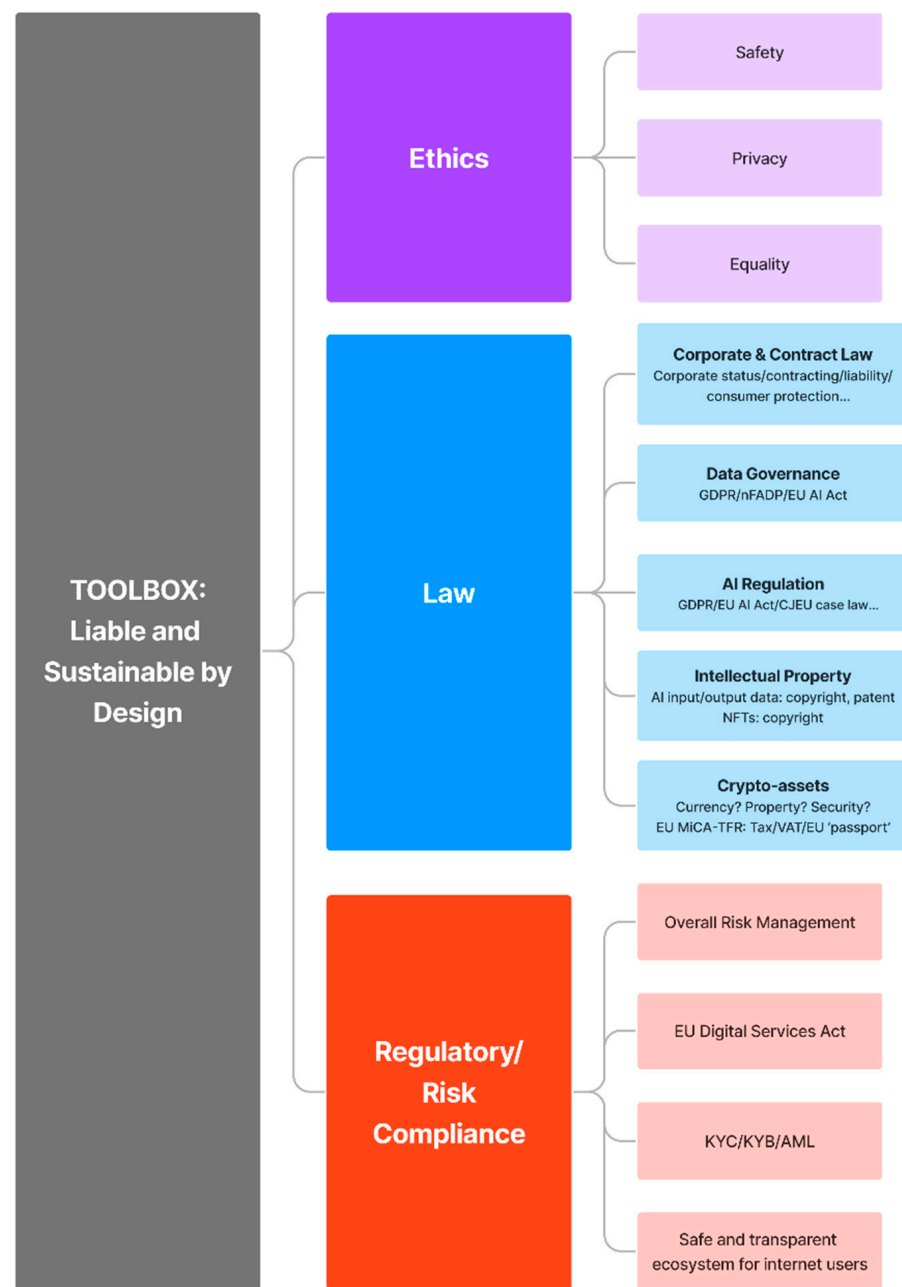 TOOLBOX:
Liable and
Sustainable by
Design
Ethics
Safety
Privacy
Equality
Law
Corporate & Contract Law
Corporate status/contracting/liability/
consumer protection...
Data Governance
GDPR/nFADP/EU AI Act
AI Regulation
GDPR/EU AI Act/CJEU case law...
Intellectual Property
AI input/output data: copyright, patent
NFTs: copyright
Crypto-assets
Currency? Property? Security?
EU MiCA-TFR: Tax/VAT/EU ‘passport’
Regulatory/
Risk
Compliance
Overall Risk Management
EU Digital Services Act
KYC/KYB/AML
Safe and transparent
ecosystem for internet users